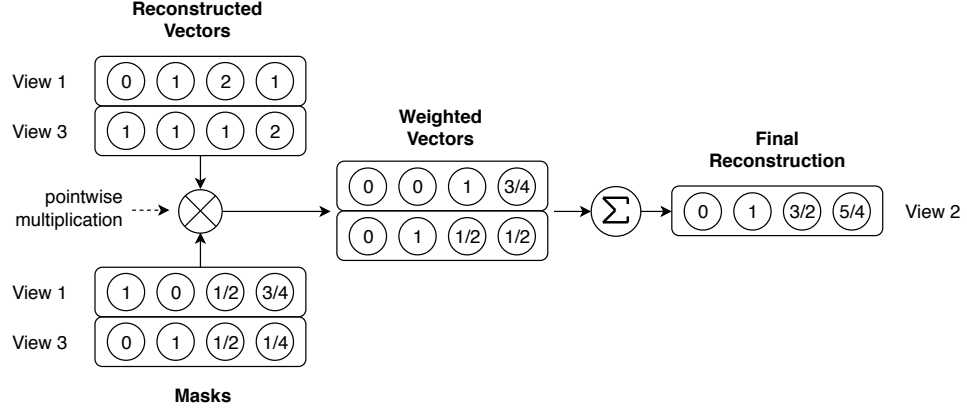 Reconstructed
Vectors
View 1
0 1 2 1
View 3
1 1 1 2
pointwise
multiplication
View 1
1 0 1/2 3/4
View 3
0 1 1/2 1/4
Masks
Weighted
Vectors
0 0 1 3/4
0 1 1/2 1/2
Σ
Final
Reconstruction
0 1 3/2 5/4
View 2